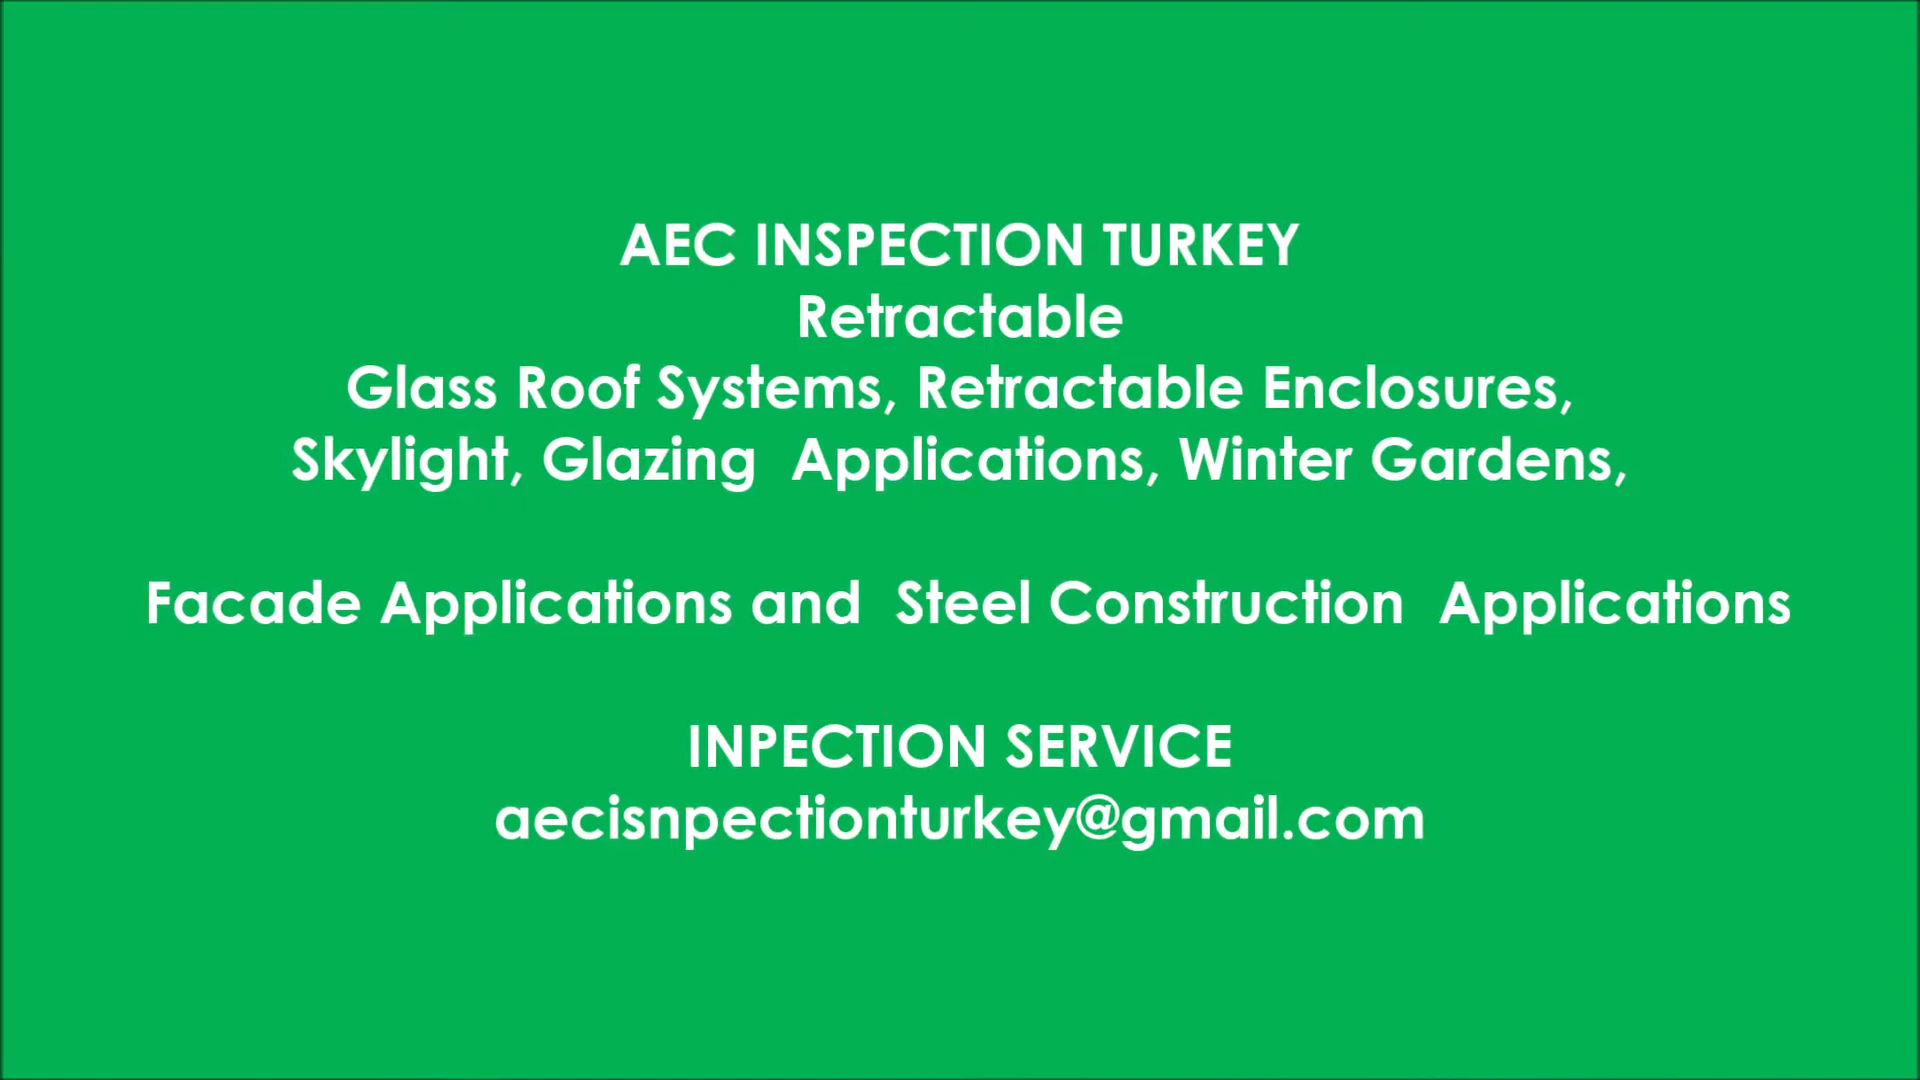 AEC INSPECTION TURKEY
Retractable
Glass Roof Systems, Retractable Enclosures,
Skylight, Glazing  Applications, Winter Gardens,
Facade Applications and  Steel Construction  Applications
INPECTION SERVICE
aecisnpectionturkey@gmail.com